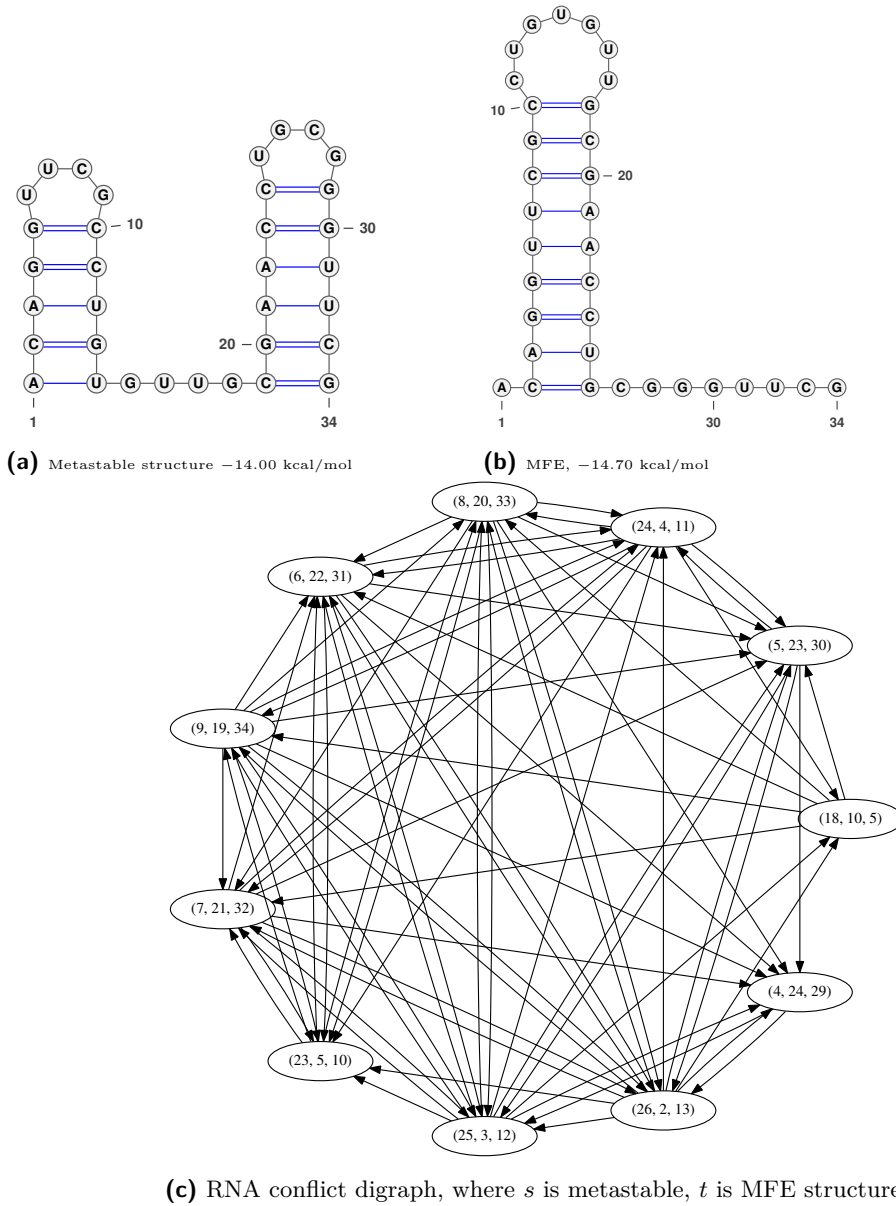 U
G G
U U
C U
10 C G
G C
C G 20
U A
U A
G C
G C
A U
A C G C G G G U U C G
1 30 34
G C
U G
C G
U C
U G
G C 10 C G 30
G C A U
A U A U
C G 20 G C
A U G U U G C G
1 34
(a) Metastable structure −14.00 kcal/mol
(b) MFE, −14.70 kcal/mol
(8, 20, 33)
(24, 4, 11)
(6, 22, 31)
(5, 23, 30)
(9, 19, 34)
(18, 10, 5)
(7, 21, 32)
(4, 24, 29)
(23, 5, 10)
(26, 2, 13)
(25, 3, 12)
(c) RNA conflict digraph, where s is metastable, t is MFE structure